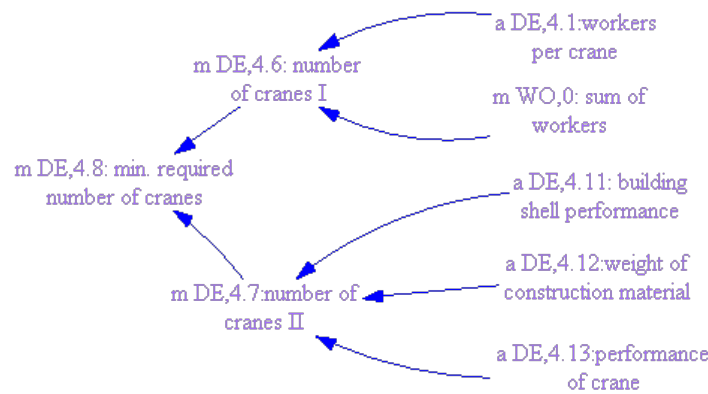 a DE,4.1:workers
per crane
m DE,4.6: number
of cranes I
m WO,0: sum of
workers
m DE,4.8: min. required
number of cranes
a DE,4.11: building
shell performance
a DE,4.12:weight of
construction material
m DE,4.7:number of
cranes II
a DE,4.13:performance
of crane